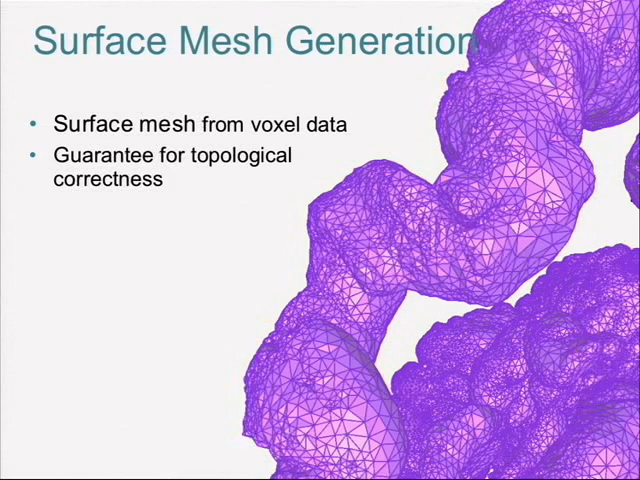 Surface Mesh Generation
• Surface mesh from voxel data
• Guarantee for topological
correctness